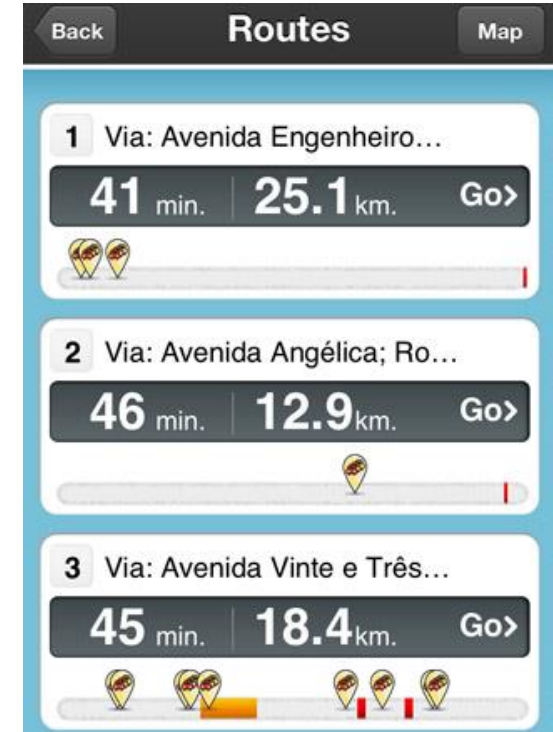 Back Routes Map
1 Via: Avenida Engenheiro...
41 min. 25.1 km. Go>
2 Via: Avenida Angélica; Ro...
46 min. 12.9 km. Go>
3 Via: Avenida Vinte e Três...
45 min. 18.4 km. Go>